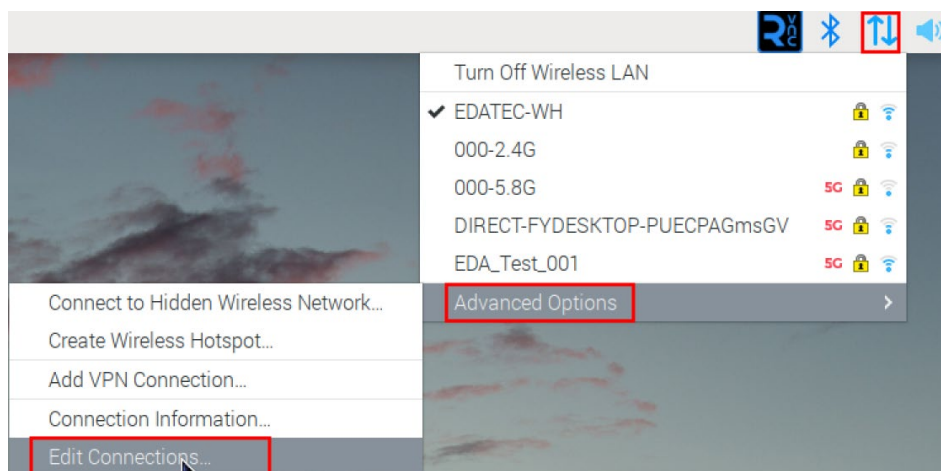 VNC
Turn Off Wireless LAN
EDATEC-WH
000-2.4G
000-5.8G 5G
DIRECT-FYDESKTOP-PUECPAGmsGV 5G
EDA_Test_001 5G
Advanced Options
Connect to Hidden Wireless Network...
Create Wireless Hotspot...
Add VPN Connection...
Connection Information...
Edit Connections...